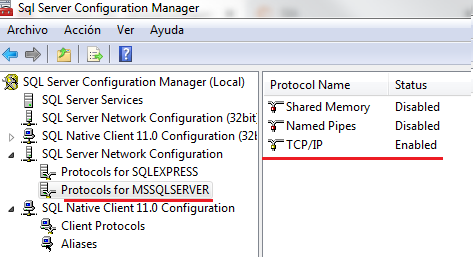 Sql Server Configuration Manager
Archivo Acción Ver Ayuda
SQL Server Configuration Manager (Local)
SQL Server Services
SQL Server Network Configuration (32bit
SQL Native Client 11.0 Configuration (32
SQL Server Network Configuration
Protocols for SQLEXPRESS
Protocols for MSSQLSERVER
SQL Native Client 11.0 Configuration
Client Protocols
Aliases
Protocol Name Status
Shared Memory Disabled
Named Pipes Disabled
TCP/IP Enabled